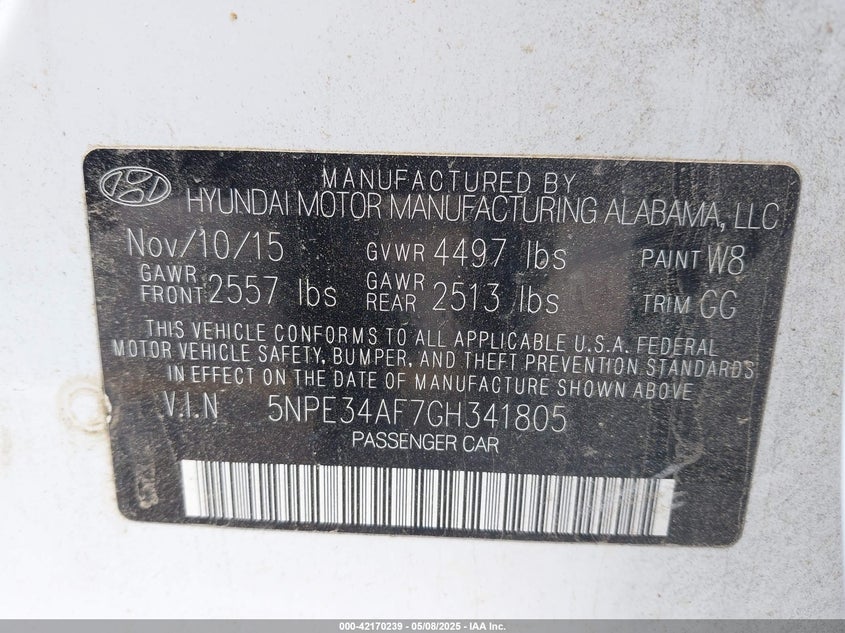 MANUFACTURED BY
HYUNDAI MOTOR MANUFACTURING ALABAMA, LLC
Nov/10/15 GVWR 4497 lbs PAINT W8
GAWR FRONT 2557 lbs GAWR REAR 2513 lbs TRIM GG
THIS VEHICLE CONFORMS TO ALL APPLICABLE U.S.A. FEDERAL
MOTOR VEHICLE SAFETY, BUMPER, AND THEFT PREVENTION STANDARDS
IN EFFECT ON THE DATE OF MANUFACTURE SHOWN ABOVE.
V.I.N 5NPE34AF7GH341805
PASSENGER CAR
000-42170239 - 05/08/2025 - IAA Inc.